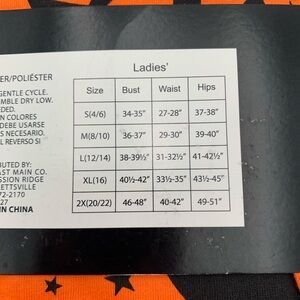 ER/POLIÉSTER
GENTLE CYCLE.
MBLE DRY LOW.
EDED.
N COLORES
DEBE USARSE
S NECESARIO.
L REVERSO SI
BUTED BY:
AST MAIN CO.
SSION RIDGE
ETTSVILLE
72-2170
27
IN CHINA
Ladies'
Size Bust Waist Hips
S(4/6) 34-35" 27-28" 37-38"
M(8/10) 36-37" 29-30" 39-40"
L(12/14) 38-39½" 31-32½" 41-42½"
XL(16) 40½-42" 33½-35" 43½-45"
2X(20/22) 46-48" 40-42" 49-51"